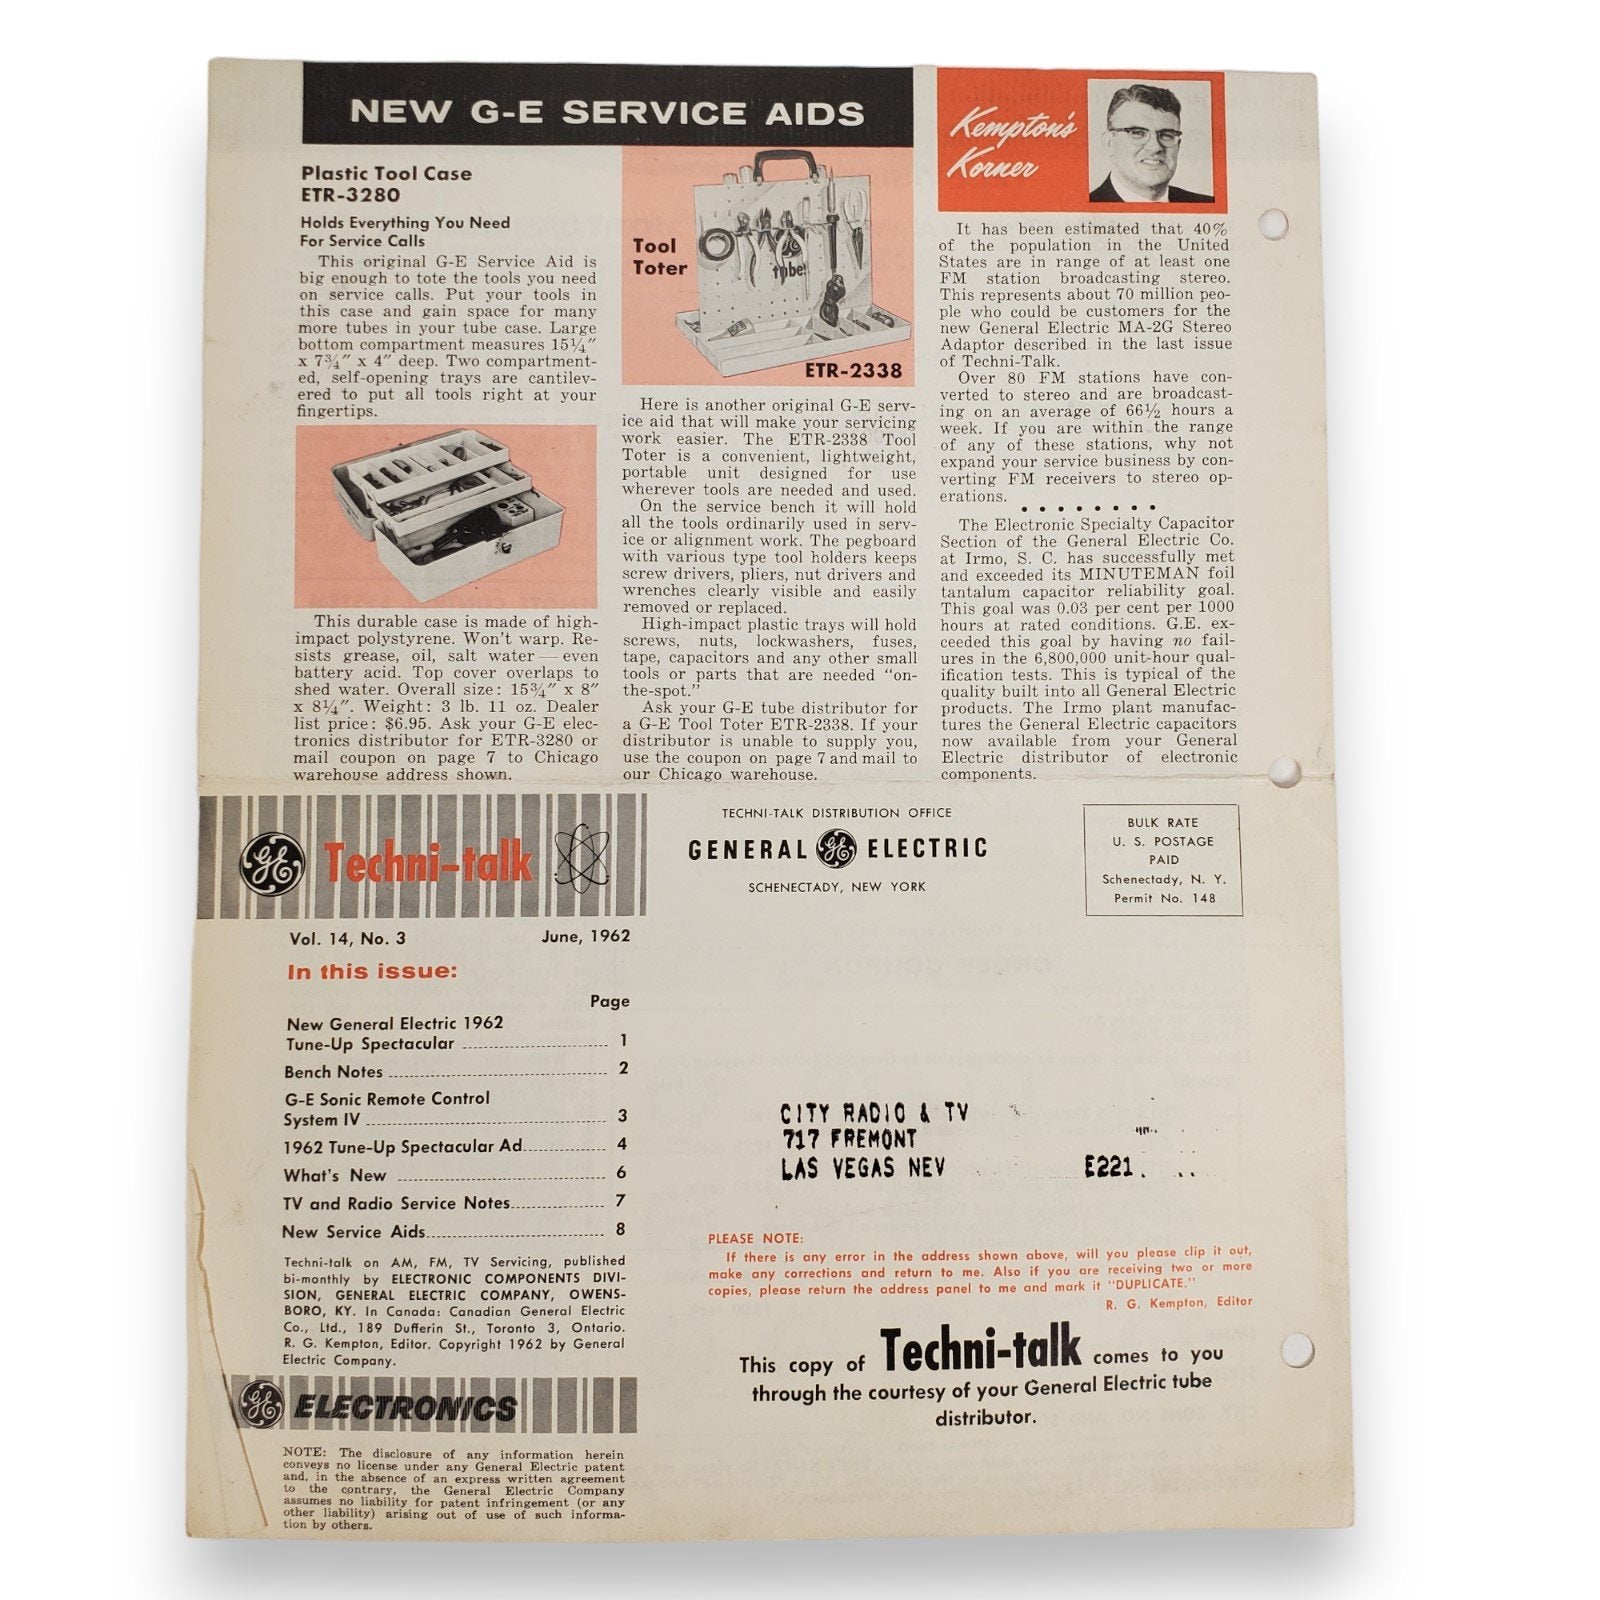 NEW G-E SERVICE AIDS
Plastic Tool Case
ETR-3280
Holds Everything You Need
For Service Calls
This original G-E Service Aid is
big enough to tote the tools you need
on service calls. Put your tools in
this case and gain space for many
more tubes in your tube case. Large
bottom compartment measures 15¼″
x 7¾″ x 4″ deep. Two compartment-
ed, self-opening trays are cantilev-
ered to put all tools right at your
fingertips.
This durable case is made of high-
impact polystyrene. Won't warp. Re-
sists grease, oil, salt water — even
battery acid. Top cover overlaps to
shed water. Overall size: 15¾″ x 8″
x 8¼″. Weight: 3 lb. 11 oz. Dealer
list price: $6.95. Ask your G-E elec-
tronics distributor for ETR-3280 or
mail coupon on page 7 to Chicago
warehouse address shown.
Tool
Toter
tubes
ETR-2338
Here is another original G-E serv-
ice aid that will make your servicing
work easier. The ETR-2338 Tool
Toter is a convenient, lightweight,
portable unit designed for use
wherever tools are needed and used.
On the service bench it will hold
all the tools ordinarily used in serv-
ice or alignment work. The pegboard
with various type tool holders keeps
screw drivers, pliers, nut drivers and
wrenches clearly visible and easily
removed or replaced.
High-impact plastic trays will hold
screws, nuts, lockwashers, fuses,
tape, capacitors and any other small
tools or parts that are needed "on-
the-spot."
Ask your G-E tube distributor for
a G-E Tool Toter ETR-2338. If your
distributor is unable to supply you,
use the coupon on page 7 and mail to
our Chicago warehouse.
Kempton's
Korner
It has been estimated that 40%
of the population in the United
States are in range of at least one
FM station broadcasting stereo.
This represents about 70 million peo-
ple who could be customers for the
new General Electric MA-2G Stereo
Adaptor described in the last issue
of Techni-Talk.
Over 80 FM stations have con-
verted to stereo and are broadcast-
ing on an average of 66½ hours a
week. If you are within the range
of any of these stations, why not
expand your service business by con-
verting FM receivers to stereo op-
erations.
• • • • • • • •
The Electronic Specialty Capacitor
Section of the General Electric Co.
at Irmo, S. C. has successfully met
and exceeded its MINUTEMAN foil
tantalum capacitor reliability goal.
This goal was 0.03 per cent per 1000
hours at rated conditions. G.E. ex-
ceeded this goal by having no fail-
ures in the 6,800,000 unit-hour qual-
ification tests. This is typical of the
quality built into all General Electric
products. The Irmo plant manufac-
tures the General Electric capacitors
now available from your General
Electric distributor of electronic
components.
GE Techni-talk
Vol. 14, No. 3 June, 1962
In this issue:
Page
New General Electric 1962
Tune-Up Spectacular 1
Bench Notes 2
G-E Sonic Remote Control
System IV 3
1962 Tune-Up Spectacular Ad 4
What's New 6
TV and Radio Service Notes 7
New Service Aids 8
Techni-talk on AM, FM, TV Servicing, published
bi-monthly by ELECTRONIC COMPONENTS DIVI-
SION, GENERAL ELECTRIC COMPANY, OWENS-
BORO, KY. In Canada: Canadian General Electric
Co., Ltd., 189 Dufferin St., Toronto 3, Ontario.
R. G. Kempton, Editor. Copyright 1962 by General
Electric Company.
GE ELECTRONICS
NOTE: The disclosure of any information herein
conveys no license under any General Electric patent
and, in the absence of an express written agreement
to the contrary, the General Electric Company
assumes no liability for patent infringement (or any
other liability) arising out of use of such informa-
tion by others.
TECHNI-TALK DISTRIBUTION OFFICE
GENERAL GE ELECTRIC
SCHENECTADY, NEW YORK
BULK RATE
U. S. POSTAGE
PAID
Schenectady, N. Y.
Permit No. 148
CITY RADIO & TV
717 FREMONT
LAS VEGAS NEV E221
PLEASE NOTE:
If there is any error in the address shown above, will you please clip it out,
make any corrections and return to me. Also if you are receiving two or more
copies, please return the address panel to me and mark it "DUPLICATE."
R. G. Kempton, Editor
This copy of Techni-talk comes to you
through the courtesy of your General Electric tube
distributor.